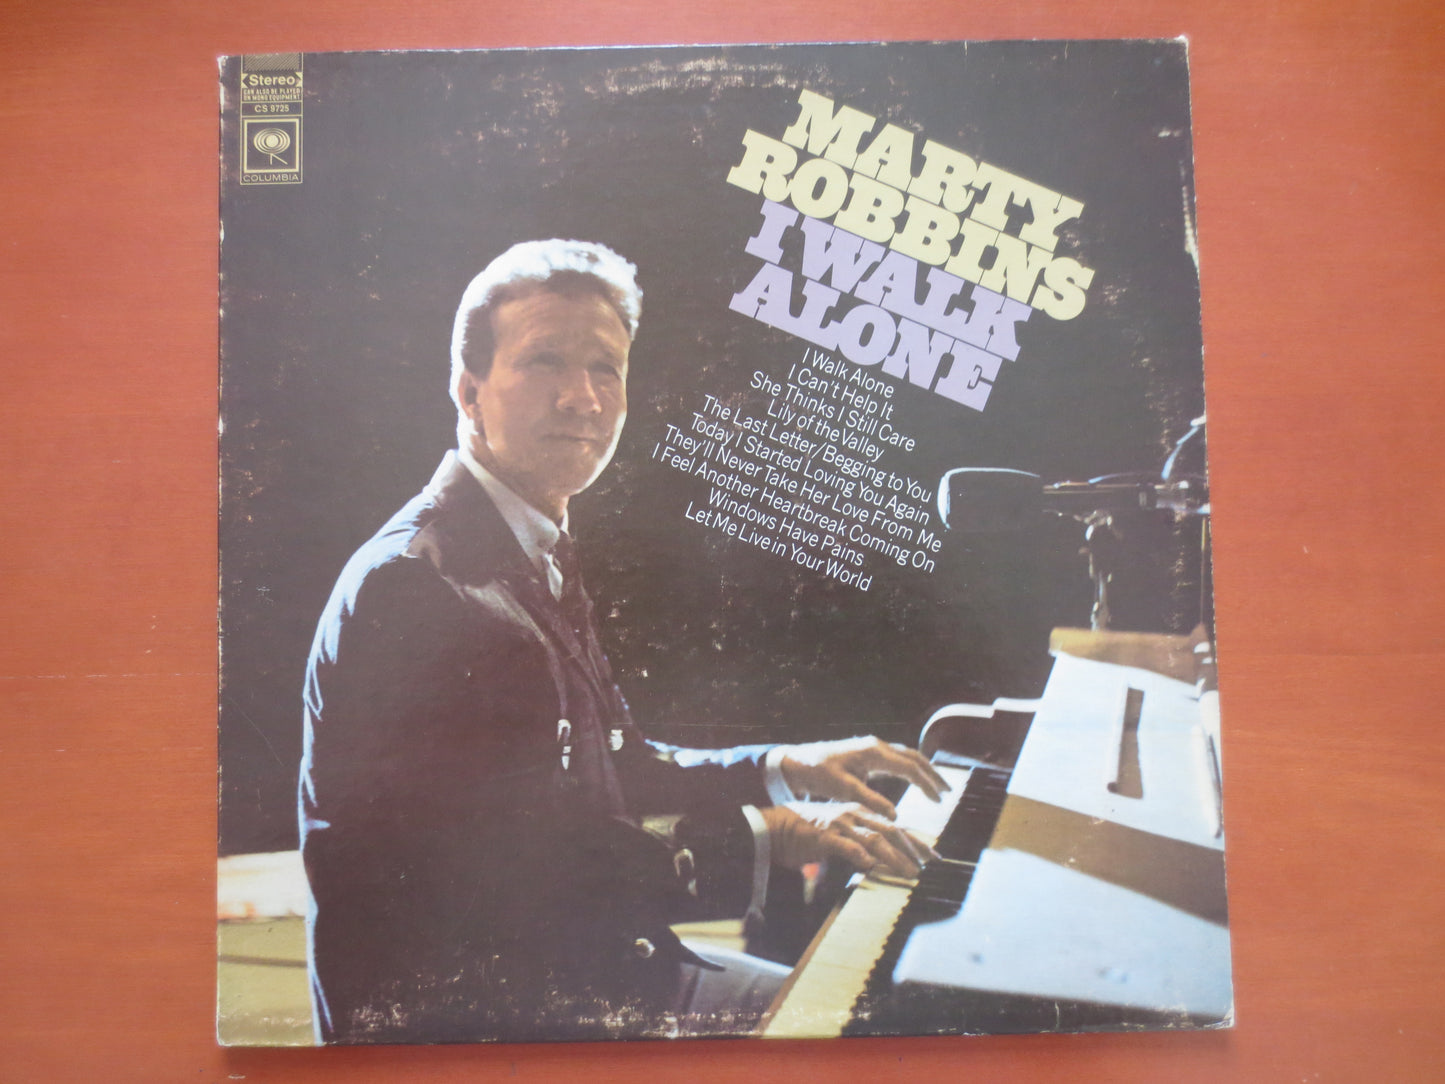 Stereo
CAN ALSO BE PLAYED
ON MONO EQUIPMENT
CS 9725
COLUMBIA
MARTY
ROBBINS
I WALK
ALONE
I Walk Alone
I Can't Help It
She Thinks I Still Care
Lily of the Valley
The Last Letter/Begging to You
Today I Started Loving You Again
They'll Never Take Her Love From Me
I Feel Another Heartbreak Coming On
Windows Have Pains
Let Me Live in Your World